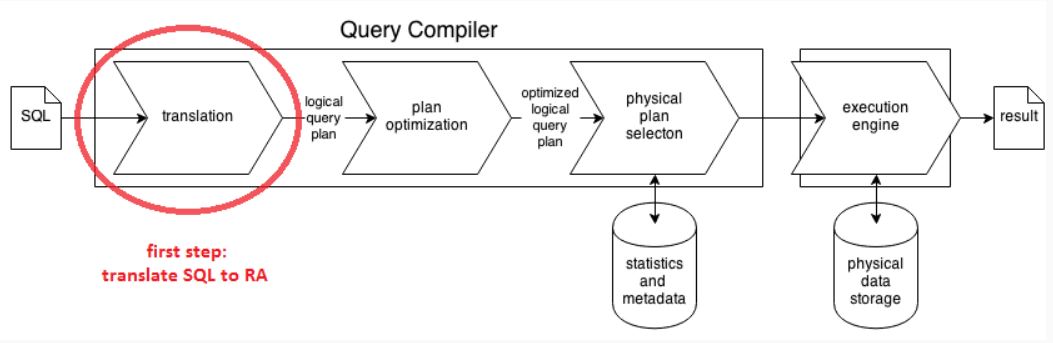 Query Compiler
SQL
translation
logical
query
plan
plan
optimization
optimized
logical
query
plan
physical
plan
selecton
execution
engine
result
first step:
translate SQL to RA
statistics
and
metadata
physical
data
storage